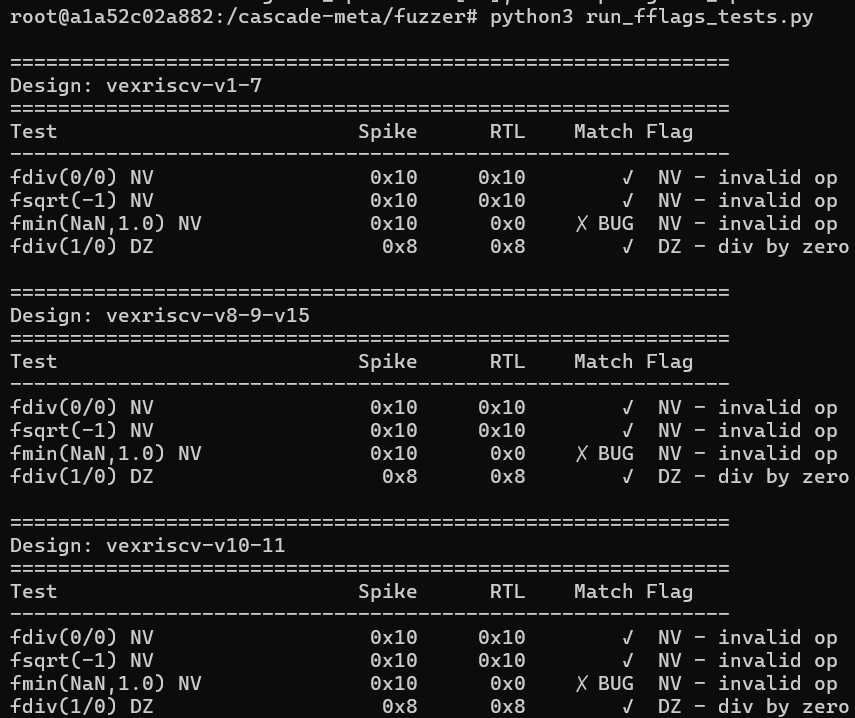 root@a1a52c02a882:/cascade-meta/fuzzer# python3 run_fflags_tests.py
============================================================
Design: vexriscv-v1-7
============================================================
Test                         Spike      RTL    Match Flag
------------------------------------------------------------
fdiv(0/0) NV                  0x10     0x10        ✓  NV - invalid op
fsqrt(-1) NV                  0x10     0x10        ✓  NV - invalid op
fmin(NaN,1.0) NV              0x10      0x0    ✗ BUG  NV - invalid op
fdiv(1/0) DZ                   0x8      0x8        ✓  DZ - div by zero
============================================================
Design: vexriscv-v8-9-v15
============================================================
Test                         Spike      RTL    Match Flag
------------------------------------------------------------
fdiv(0/0) NV                  0x10     0x10        ✓  NV - invalid op
fsqrt(-1) NV                  0x10     0x10        ✓  NV - invalid op
fmin(NaN,1.0) NV              0x10      0x0    ✗ BUG  NV - invalid op
fdiv(1/0) DZ                   0x8      0x8        ✓  DZ - div by zero
============================================================
Design: vexriscv-v10-11
============================================================
Test                         Spike      RTL    Match Flag
------------------------------------------------------------
fdiv(0/0) NV                  0x10     0x10        ✓  NV - invalid op
fsqrt(-1) NV                  0x10     0x10        ✓  NV - invalid op
fmin(NaN,1.0) NV              0x10      0x0    ✗ BUG  NV - invalid op
fdiv(1/0) DZ                   0x8      0x8        ✓  DZ - div by zero